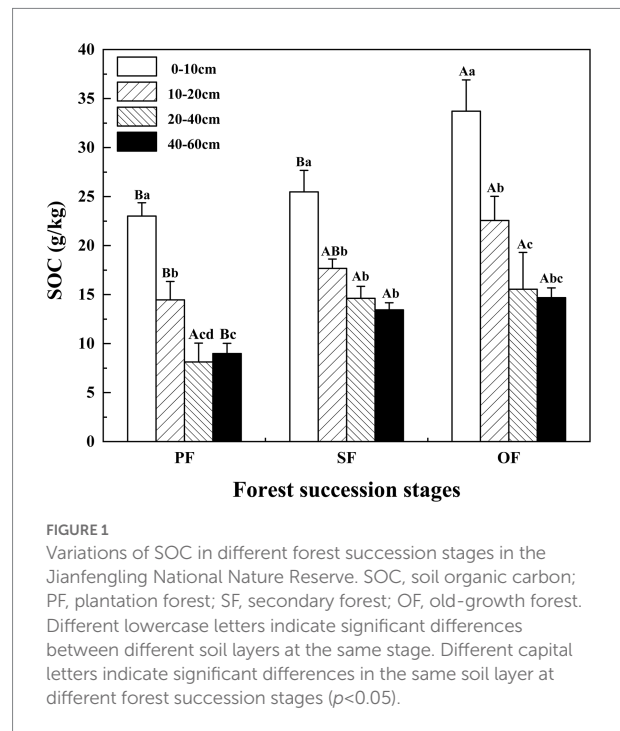 40
35
30
25
20
15
10
5
0
SOC (g/kg)
0-10cm
10-20cm
20-40cm
40-60cm
Ba
Bb
Acd
Bc
Ba
ABb
Ab
Ab
Aa
Ab
Ac
Abc
PF
SF
OF
Forest succession stages
FIGURE 1
Variations of SOC in different forest succession stages in the
Jianfengling National Nature Reserve. SOC, soil organic carbon;
PF, plantation forest; SF, secondary forest; OF, old-growth forest.
Different lowercase letters indicate significant differences
between different soil layers at the same stage. Different capital
letters indicate significant differences in the same soil layer at
different forest succession stages (p<0.05).